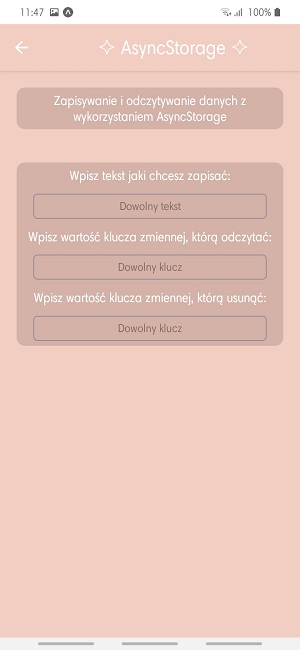 11:47
100%
✧ AsyncStorage ✧
Zapisywanie i odczytywanie danych z
wykorzystaniem AsyncStorage
Wpisz tekst jaki chcesz zapisać:
Dowolny tekst
Wpisz wartość klucza zmiennej, którą odczytać:
Dowolny klucz
Wpisz wartość klucza zmiennej, którą usunąć:
Dowolny klucz